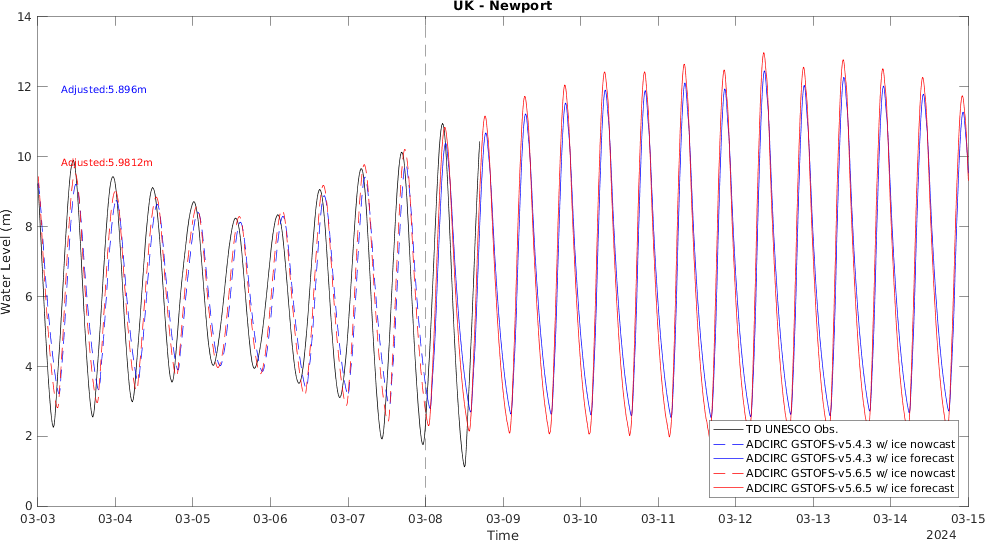 UK - Newport
14
12
10
8
6
4
2
0
Water Level (m)
Adjusted:5.896m
Adjusted:5.9812m
TD UNESCO Obs.
ADCIRC GSTOFS-v5.4.3 w/ ice nowcast
ADCIRC GSTOFS-v5.4.3 w/ ice forecast
ADCIRC GSTOFS-v5.6.5 w/ ice nowcast
ADCIRC GSTOFS-v5.6.5 w/ ice forecast
03-03 03-04 03-05 03-06 03-07 03-08 03-09 03-10 03-11 03-12 03-13 03-14 03-15
Time
2024